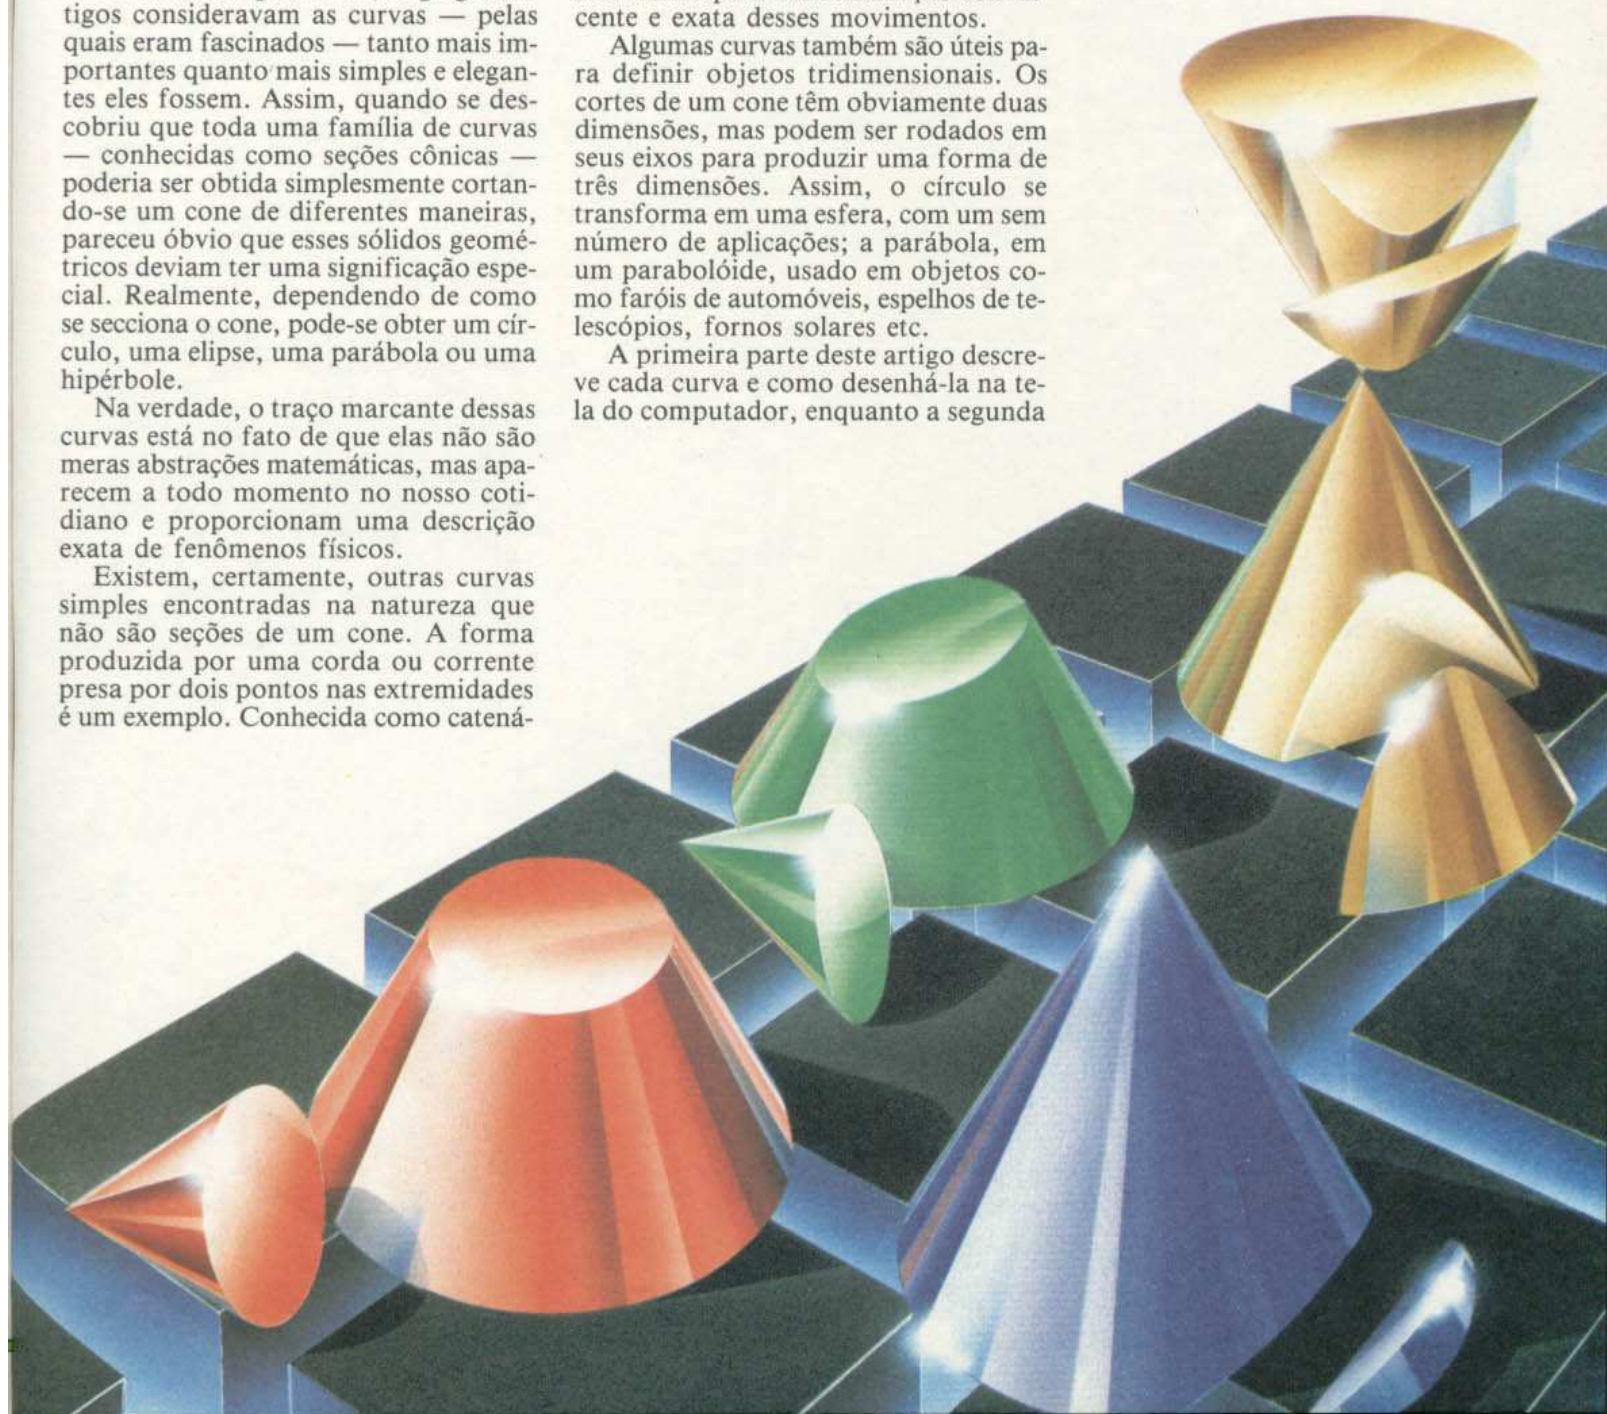 tigos consideravam as curvas — pelas
quais eram fascinados — tanto mais im-
portantes quanto mais simples e elegan-
tes eles fossem. Assim, quando se des-
cobriu que toda uma família de curvas
— conhecidas como seções cônicas —
poderia ser obtida simplesmente cortan-
do-se um cone de diferentes maneiras,
pareceu óbvio que esses sólidos geomé-
tricos deviam ter uma significação espe-
cial. Realmente, dependendo de como
se secciona o cone, pode-se obter um cír-
culo, uma elipse, uma parábola ou uma
hipérbole.
Na verdade, o traço marcante dessas
curvas está no fato de que elas não são
meras abstrações matemáticas, mas apa-
recem a todo momento no nosso coti-
diano e proporcionam uma descrição
exata de fenômenos físicos.
Existem, certamente, outras curvas
simples encontradas na natureza que
não são seções de um cone. A forma
produzida por uma corda ou corrente
presa por dois pontos nas extremidades
é um exemplo. Conhecida como catená-
cente e exata desses movimentos.
Algumas curvas também são úteis pa-
ra definir objetos tridimensionais. Os
cortes de um cone têm obviamente duas
dimensões, mas podem ser rodados em
seus eixos para produzir uma forma de
três dimensões. Assim, o círculo se
transforma em uma esfera, com um sem
número de aplicações; a parábola, em
um parabolóide, usado em objetos co-
mo faróis de automóveis, espelhos de te-
lescópios, fornos solares etc.
A primeira parte deste artigo descre-
ve cada curva e como desenhá-la na te-
la do computador, enquanto a segunda